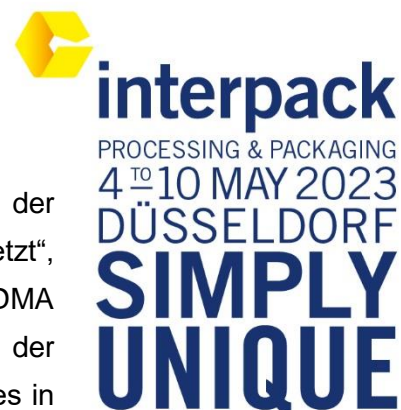 interpack
PROCESSING & PACKAGING
4 TO 10 MAY 2023
DÜSSELDORF
SIMPLY
UNIQUE
der
etzt“,
DMA
der
es in